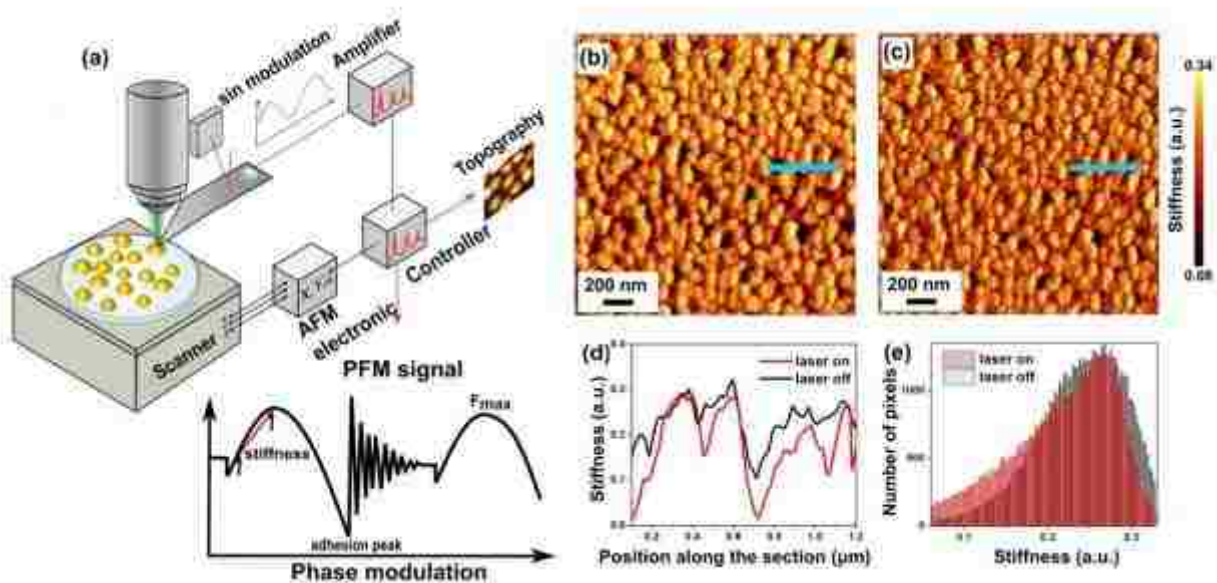 (a)
sin modulation
Amplifier
Topography
Controller
AFM
electronic
Scanner
X, Y
PFM signal
Fmax
stiffness
adhesion peak
Phase modulation
(b)
200 nm
(c)
200 nm
0.34
Stiffness (a.u.)
0.08
(d)
laser on
laser off
Stiffness (a.u.)
0.2
0.4
0.6
0.8
1.0
1.2
Position along the section (μm)
(e)
laser on
laser off
Number of pixels
0
0.1
0.2
0.3
Stiffness (a.u.)